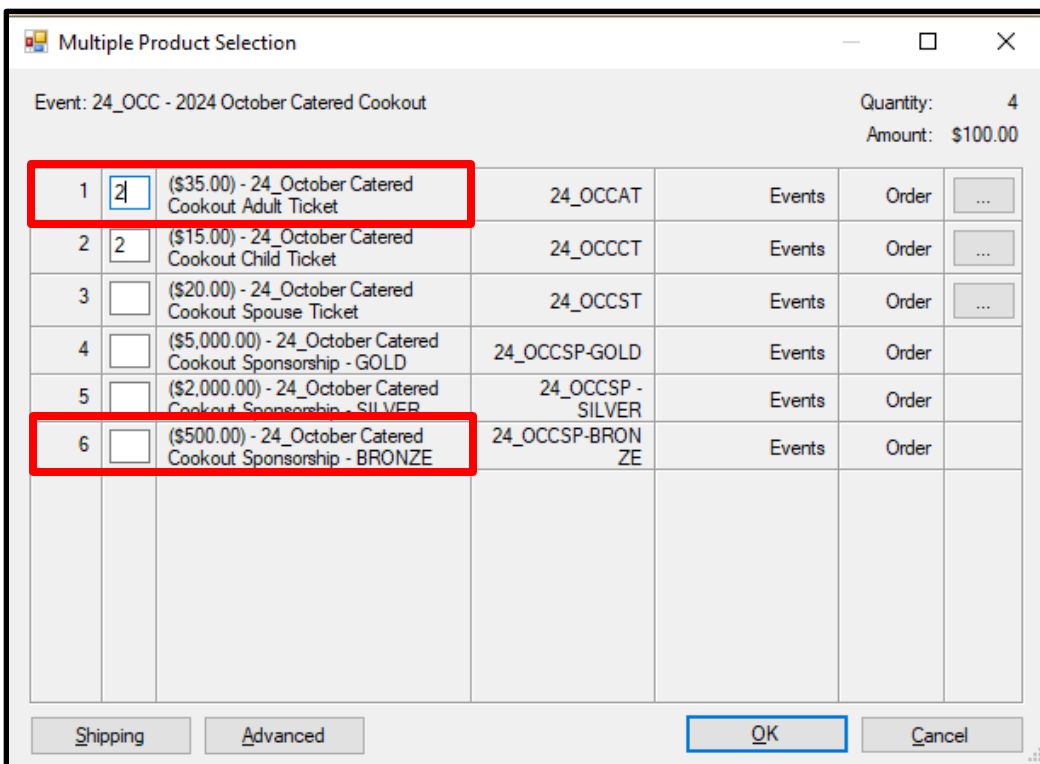 Multiple Product Selection
Event: 24_OCC - 2024 October Catered Cookout
Quantity: 4
Amount: $100.00
1 2 ($35.00) - 24_October Catered 24_OCCAT Events Order ...
Cookout Adult Ticket
2 2 ($15.00) - 24_October Catered 24_OCCCT Events Order ...
Cookout Child Ticket
3 ($20.00) - 24_October Catered 24_OCCST Events Order ...
Cookout Spouse Ticket
4 ($5,000.00) - 24_October Catered 24_OCCSP-GOLD Events Order
Cookout Sponsorship - GOLD
5 ($2,000.00) - 24_October Catered 24_OCCSP - Events Order
Cookout Sponsorship - SILVER SILVER
6 ($500.00) - 24_October Catered 24_OCCSP-BRON Events Order
Cookout Sponsorship - BRONZE ZE
Shipping Advanced OK Cancel